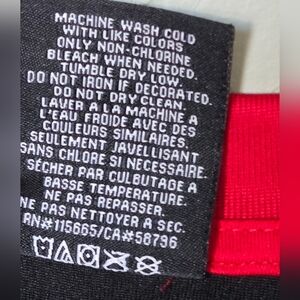 MACHINE WASH COLD
WITH LIKE COLORS
ONLY NON-CHLORINE
BLEACH WHEN NEEDED.
TUMBLE DRY LOW.
DO NOT IRON IF DECORATED.
DO NOT DRY CLEAN.
LAVER A LA MACHINE A
L'EAU FROIDE AVEC DES
COULEURS SIMILAIRES.
SEULEMENT JAVELLISANT
SANS CHLORE SI NECESSAIRE.
SÉCHER PAR CULBUTAGE A
BASSE TEMPERATURE.
NE PAS REPASSER.
NE PAS NETTOYER A SEC.
RN#115665/CA#58736